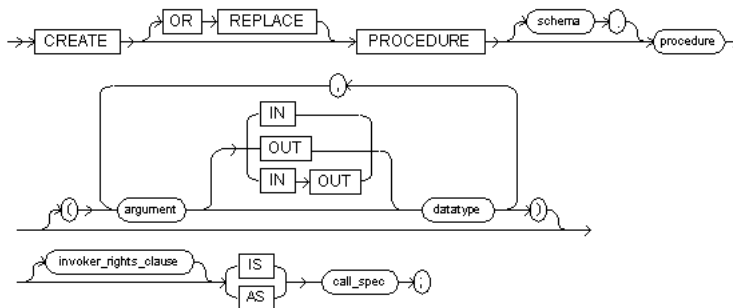 OR REPLACE schema .
CREATE PROCEDURE procedure
,
IN
OUT
IN OUT
( argument datatype )
invoker_rights_clause IS call_spec ;
AS